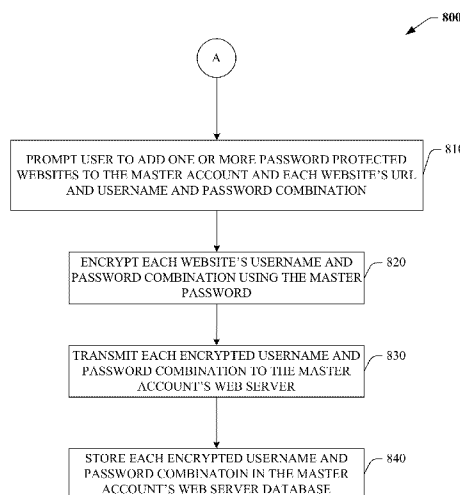 800
A
810
PROMPT USER TO ADD ONE OR MORE PASSWORD PROTECTED
WEBSITES TO THE MASTER ACCOUNT AND EACH WEBSITE'S URL
AND USERNAME AND PASSWORD COMBINATION
820
ENCRYPT EACH WEBSITE'S USERNAME AND
PASSWORD COMBINATION USING THE MASTER
PASSWORD
830
TRANSMIT EACH ENCRYPTED USERNAME AND
PASSWORD COMBINATION TO THE MASTER
ACCOUNT'S WEB SERVER
840
STORE EACH ENCRYPTED USERNAME AND
PASSWORD COMBINATOIN IN THE MASTER
ACCOUNT'S WEB SERVER DATABASE